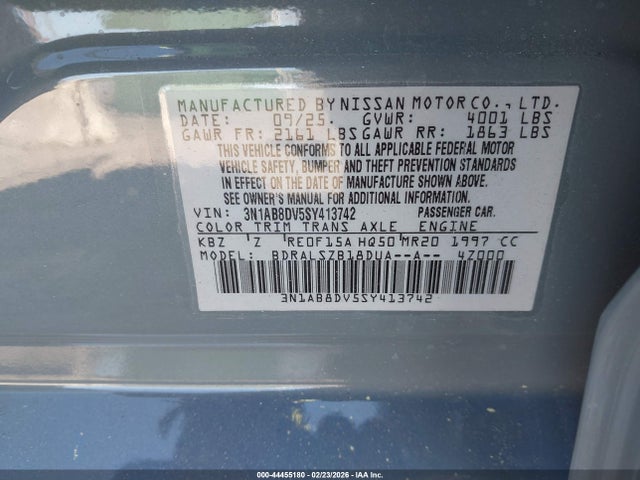 MANUFACTURED BY NISSAN MOTOR CO., LTD.
DATE: 09/25. GVWR: 4001 LBS
GAWR FR: 2161 LBS GAWR RR: 1863 LBS
THIS VEHICLE CONFORMS TO ALL APPLICABLE FEDERAL MOTOR
VEHICLE SAFETY, BUMPER AND THEFT PREVENTION STANDARDS
IN EFFECT ON THE DATE OF MANUFACTURE SHOWN ABOVE.
SEE OWNER'S MANUAL FOR ADDITIONAL INFORMATION.
VIN: 3N1AB8DV5SY413742 PASSENGER CAR.
COLOR TRIM TRANS AXLE ENGINE
KBZ Z RE0F15A HQ50 MR20 1997 CC
MODEL: BDRALSZB18DUA--A-- 4Z000
3N1AB8DV5SY413742
000-44455180 | 02/23/2026 | IAA Inc.